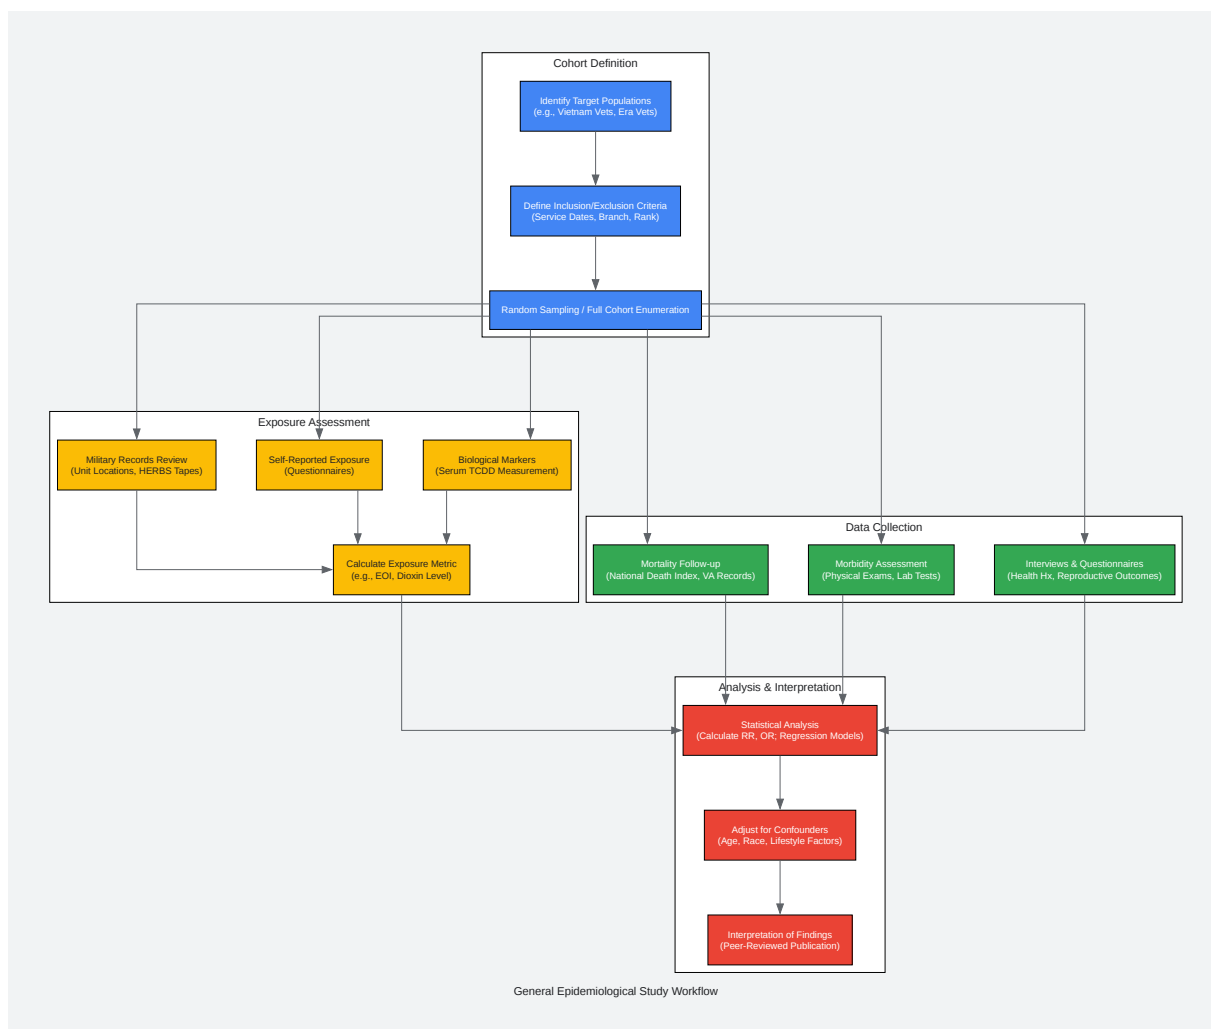 Cohort Definition
Identify Target Populations
(e.g., Vietnam Vets, Era Vets)
Define Inclusion/Exclusion Criteria
(Service Dates, Branch, Rank)
Random Sampling / Full Cohort Enumeration
Exposure Assessment
Military Records Review
(Unit Locations, HERBS Tapes)
Self-Reported Exposure
(Questionnaires)
Biological Markers
(Serum TCDD Measurement)
Calculate Exposure Metric
(e.g., EOI, Dioxin Level)
Data Collection
Mortality Follow-up
(National Death Index, VA Records)
Morbidity Assessment
(Physical Exams, Lab Tests)
Interviews & Questionnaires
(Health Hx, Reproductive Outcomes)
Analysis & Interpretation
Statistical Analysis
(Calculate RR, OR; Regression Models)
Adjust for Confounders
(Age, Race, Lifestyle Factors)
Interpretation of Findings
(Peer-Reviewed Publication)
General Epidemiological Study Workflow